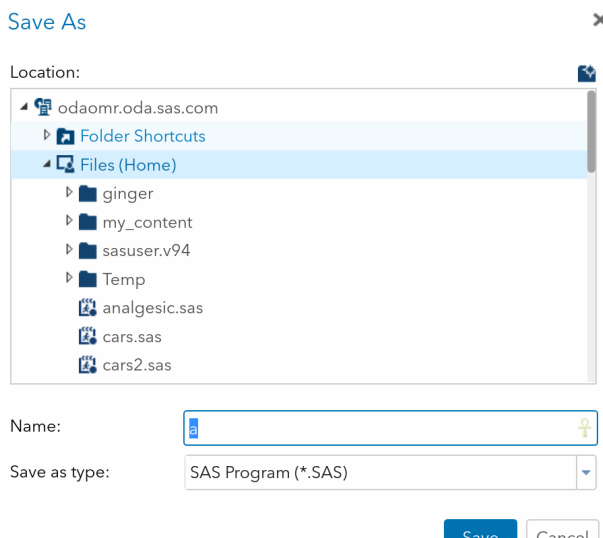 Save As
Location:
odaomr.oda.sas.com
Folder Shortcuts
Files (Home)
ginger
my_content
sasuser.v94
Temp
analgesic.sas
cars.sas
cars2.sas
Name:
a
Save as type:
SAS Program (*.SAS)
Save
Cancel